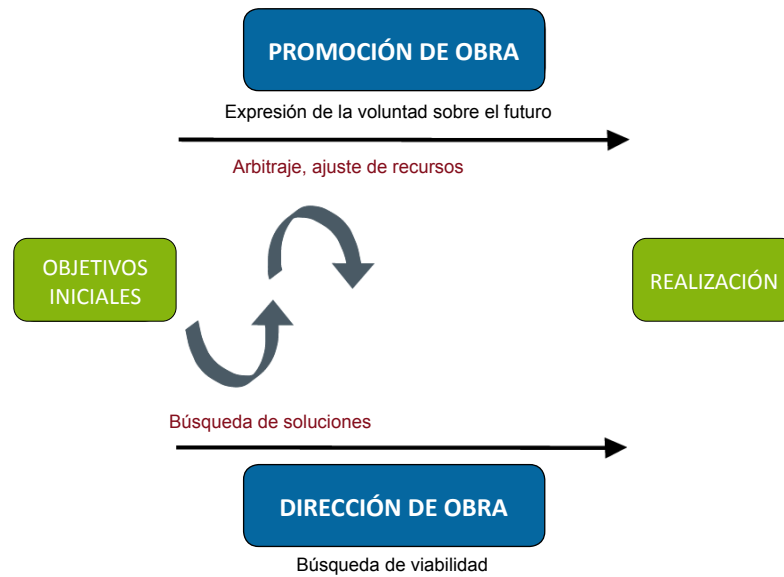 PROMOCIÓN DE OBRA
Expresión de la voluntad sobre el futuro
Arbitraje, ajuste de recursos
OBJETIVOS
INICIALES
REALIZACIÓN
Búsqueda de soluciones
DIRECCIÓN DE OBRA
Búsqueda de viabilidad